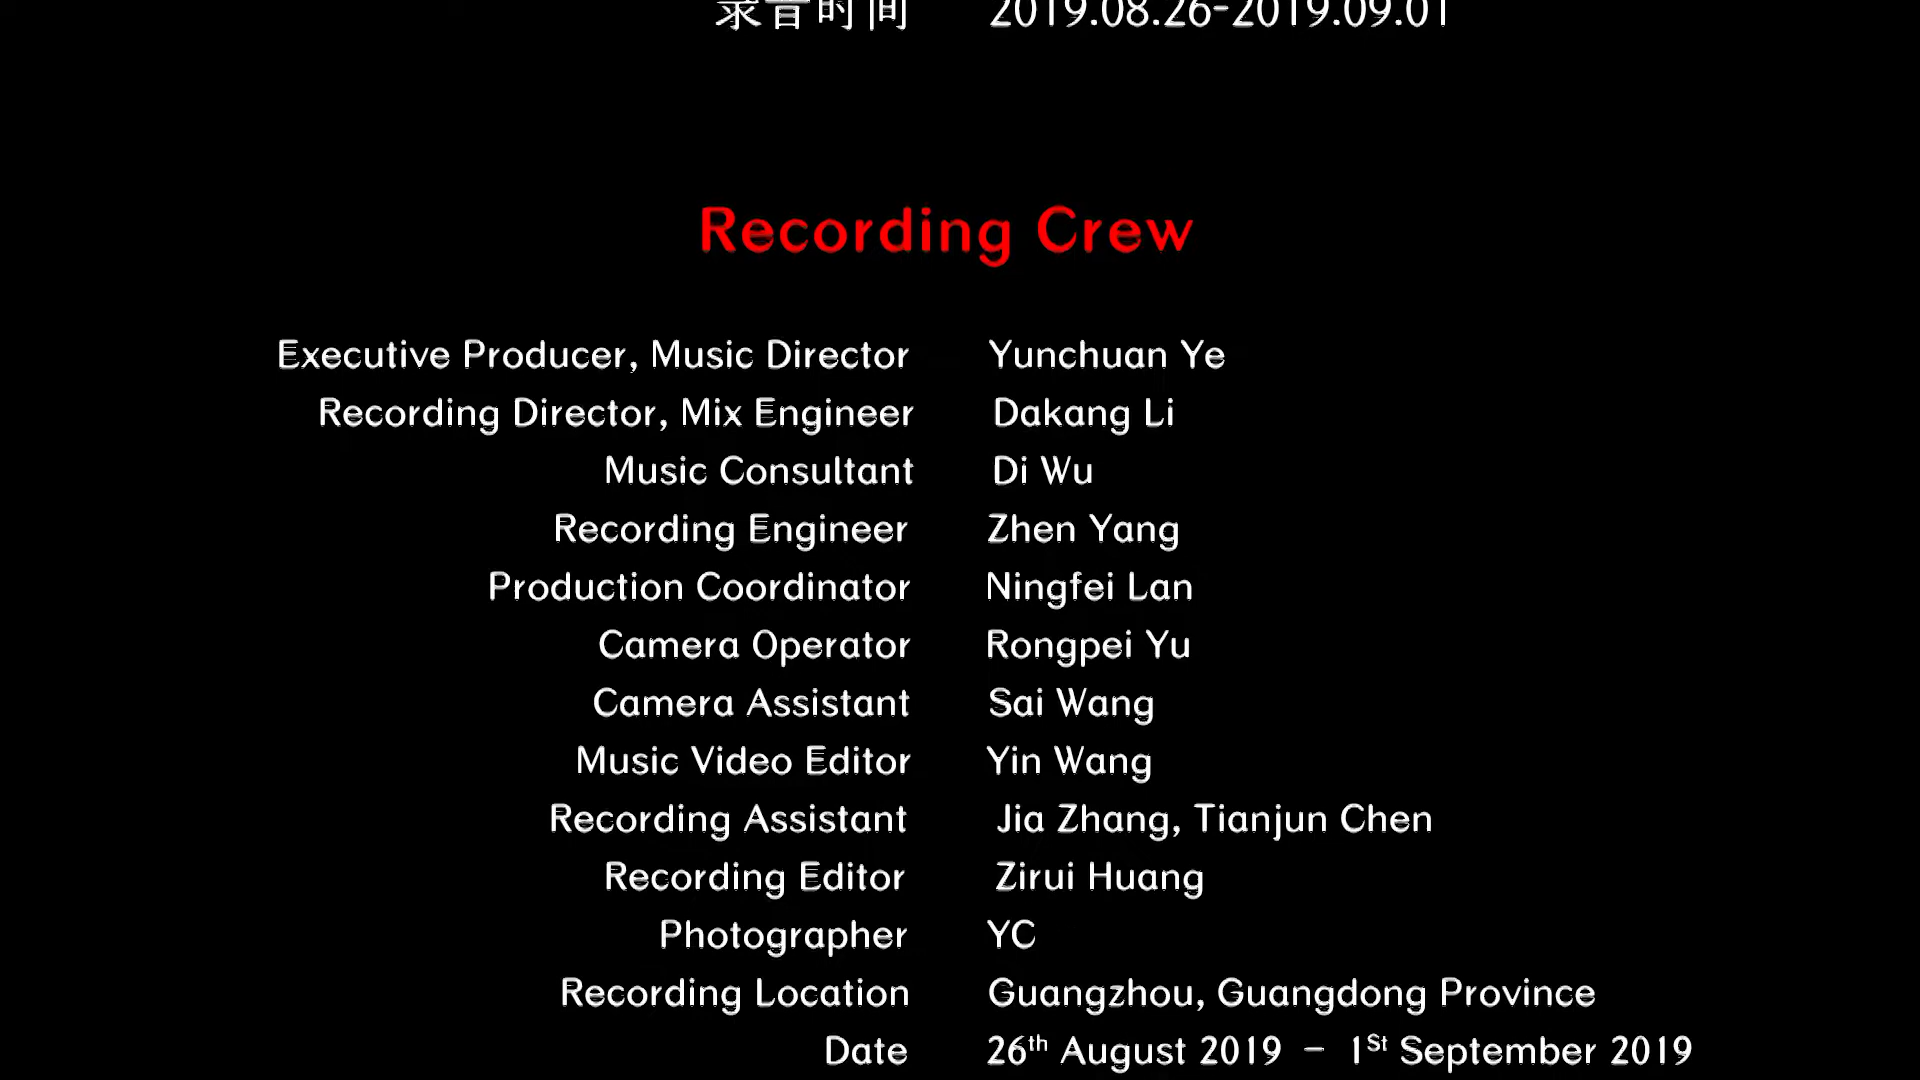 录音时间 2019.08.26-2019.09.01
Recording Crew
Executive Producer, Music Director Yunchuan Ye
Recording Director, Mix Engineer Dakang Li
Music Consultant Di Wu
Recording Engineer Zhen Yang
Production Coordinator Ningfei Lan
Camera Operator Rongpei Yu
Camera Assistant Sai Wang
Music Video Editor Yin Wang
Recording Assistant Jia Zhang, Tianjun Chen
Recording Editor Zirui Huang
Photographer YC
Recording Location Guangzhou, Guangdong Province
Date 26th August 2019 – 1St September 2019